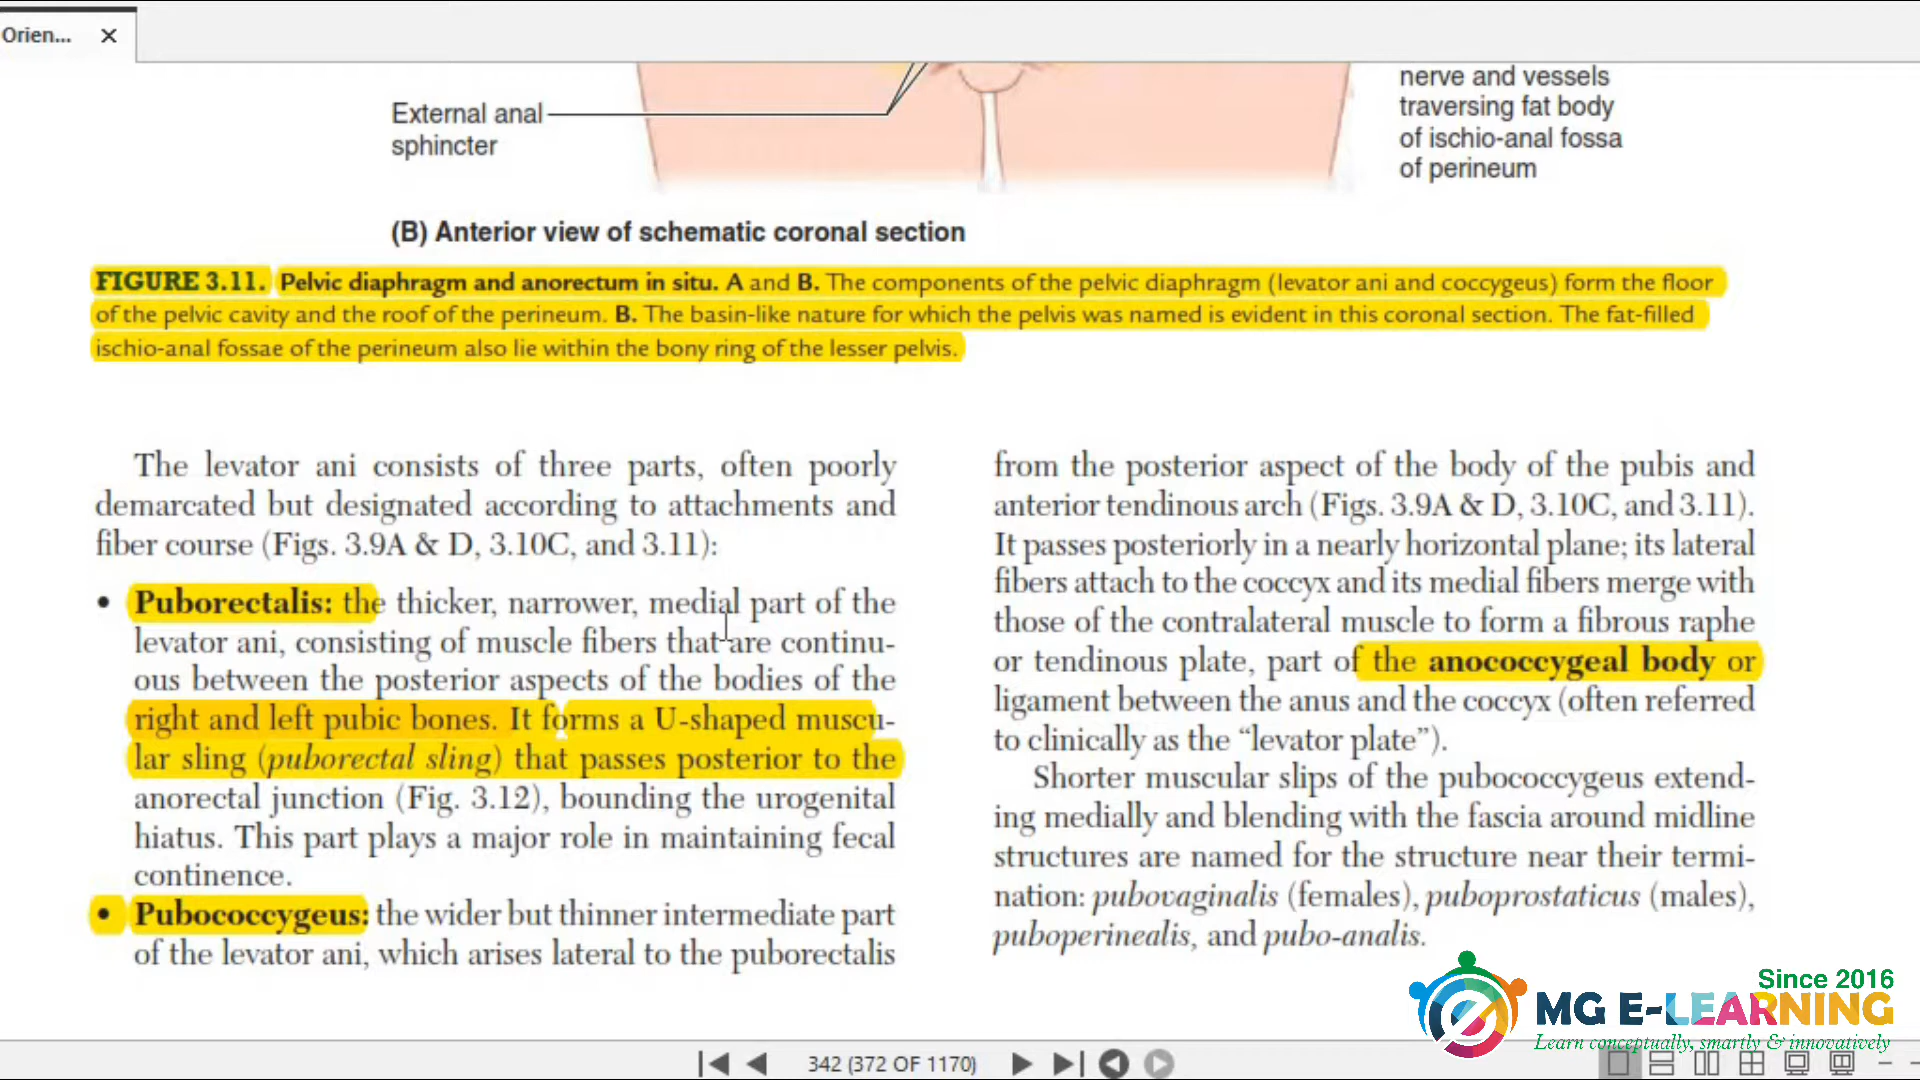 Orien...
External anal
sphincter
nerve and vessels
traversing fat body
of ischio-anal fossa
of perineum
(B) Anterior view of schematic coronal section
FIGURE 3.11. Pelvic diaphragm and anorectum in situ. A and B. The components of the pelvic diaphragm (levator ani and coccygeus) form the floor
of the pelvic cavity and the roof of the perineum. B. The basin-like nature for which the pelvis was named is evident in this coronal section. The fat-filled
ischio-anal fossae of the perineum also lie within the bony ring of the lesser pelvis.
The levator ani consists of three parts, often poorly
demarcated but designated according to attachments and
fiber course (Figs. 3.9A & D, 3.10C, and 3.11):
• Puborectalis: the thicker, narrower, medial part of the
levator ani, consisting of muscle fibers that are continu-
ous between the posterior aspects of the bodies of the
right and left pubic bones. It forms a U-shaped muscu-
lar sling (puborectal sling) that passes posterior to the
anorectal junction (Fig. 3.12), bounding the urogenital
hiatus. This part plays a major role in maintaining fecal
continence.
• Pubococcygeus: the wider but thinner intermediate part
of the levator ani, which arises lateral to the puborectalis
from the posterior aspect of the body of the pubis and
anterior tendinous arch (Figs. 3.9A & D, 3.10C, and 3.11).
It passes posteriorly in a nearly horizontal plane; its lateral
fibers attach to the coccyx and its medial fibers merge with
those of the contralateral muscle to form a fibrous raphe
or tendinous plate, part of the anococcygeal body or
ligament between the anus and the coccyx (often referred
to clinically as the “levator plate”).
Shorter muscular slips of the pubococcygeus extend-
ing medially and blending with the fascia around midline
structures are named for the structure near their termi-
nation: pubovaginalis (females), puboprostaticus (males),
puboperinealis, and pubo-analis.
Since 2016
MG E-LEARNING
Learn conceptually, smartly & innovatively
342 (372 OF 1170)